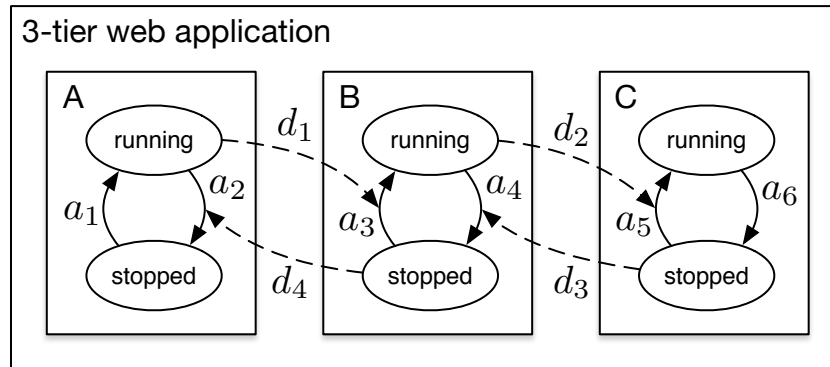 3-tier web application
A
B
C
running
d1
running
d2
running
a1
a2
a3
a4
a5
a6
stopped
d4
stopped
d3
stopped